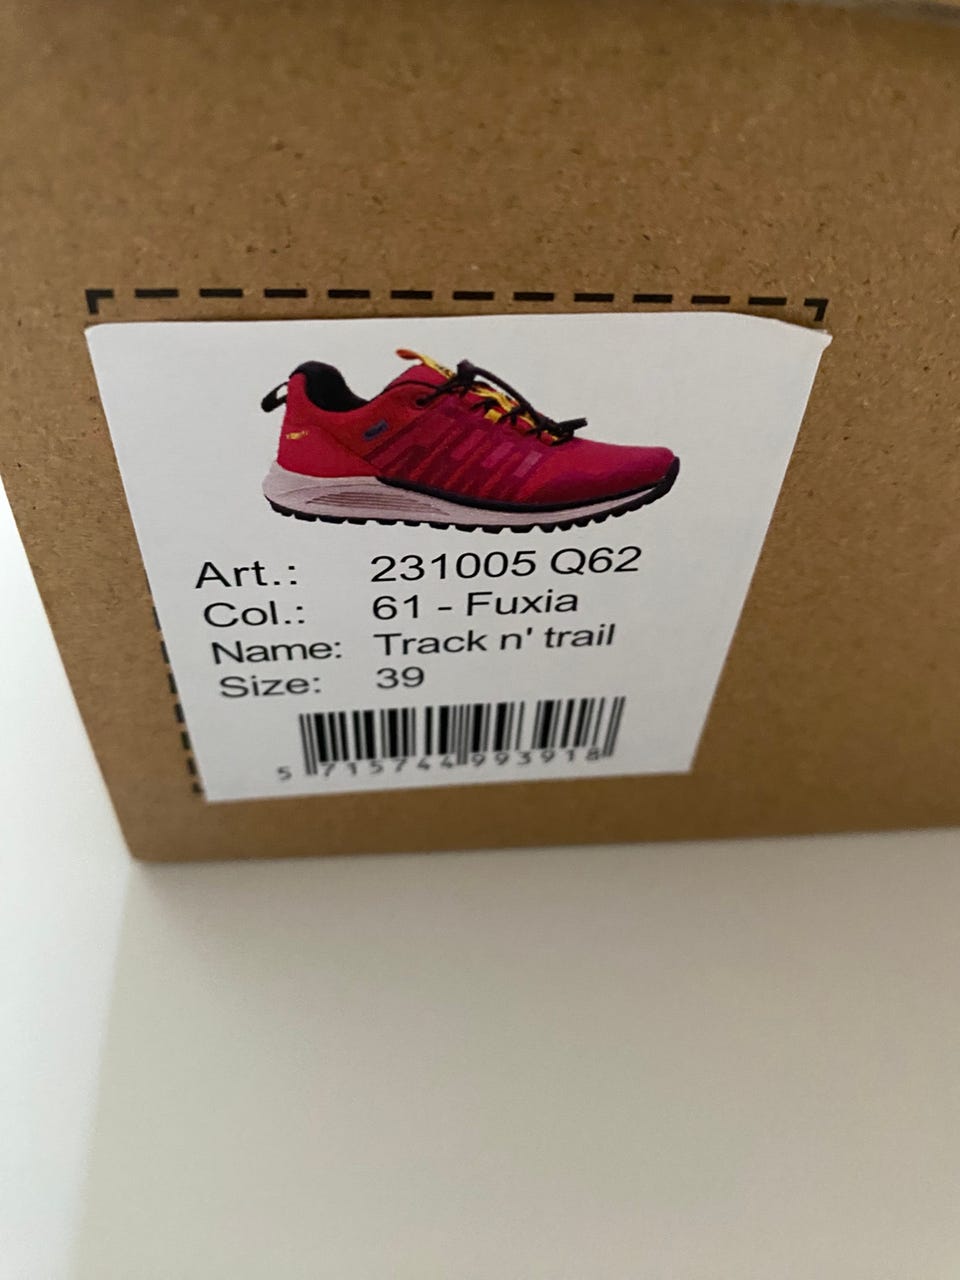 Art.: 231005 Q62
Col.: 61 - Fuxia
Name: Track n' trail
Size: 39
5 715744 993918